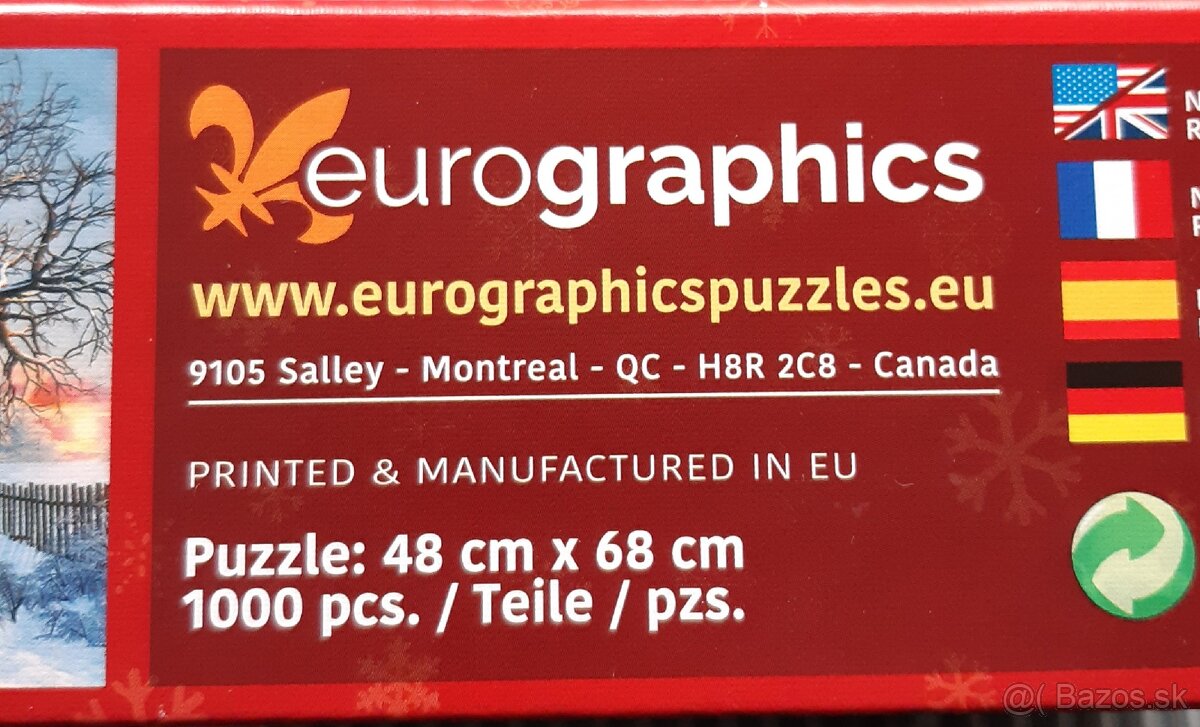 eurographics
www.eurographicspuzzles.eu
9105 Salley - Montreal - QC - H8R 2C8 - Canada
PRINTED & MANUFACTURED IN EU
Puzzle: 48 cm x 68 cm
1000 pcs. / Teile / pzs.
@( Bazos.sk